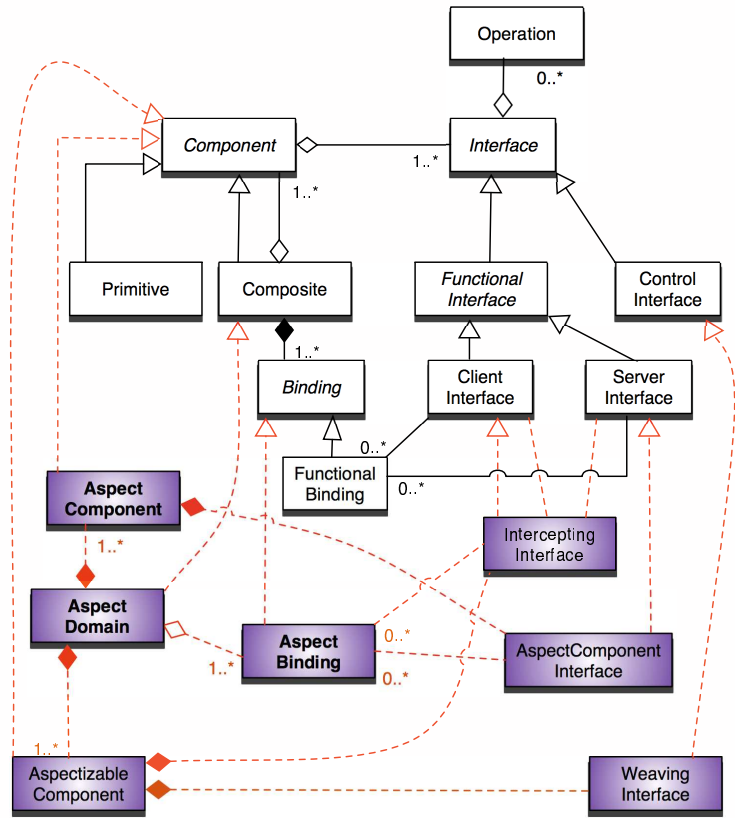 Operation
0..*
Component
Interface
1..*
1..*
Primitive
Composite
Functional
Interface
Control
Interface
1..*
Binding
Client
Interface
Server
Interface
0..*
Functional
Binding
0..*
Aspect
Component
Intercepting
Interface
1..*
Aspect
Domain
0..*
Aspect
Binding
AspectComponent
Interface
1..*
0..*
1..*
Aspectizable
Component
Weaving
Interface